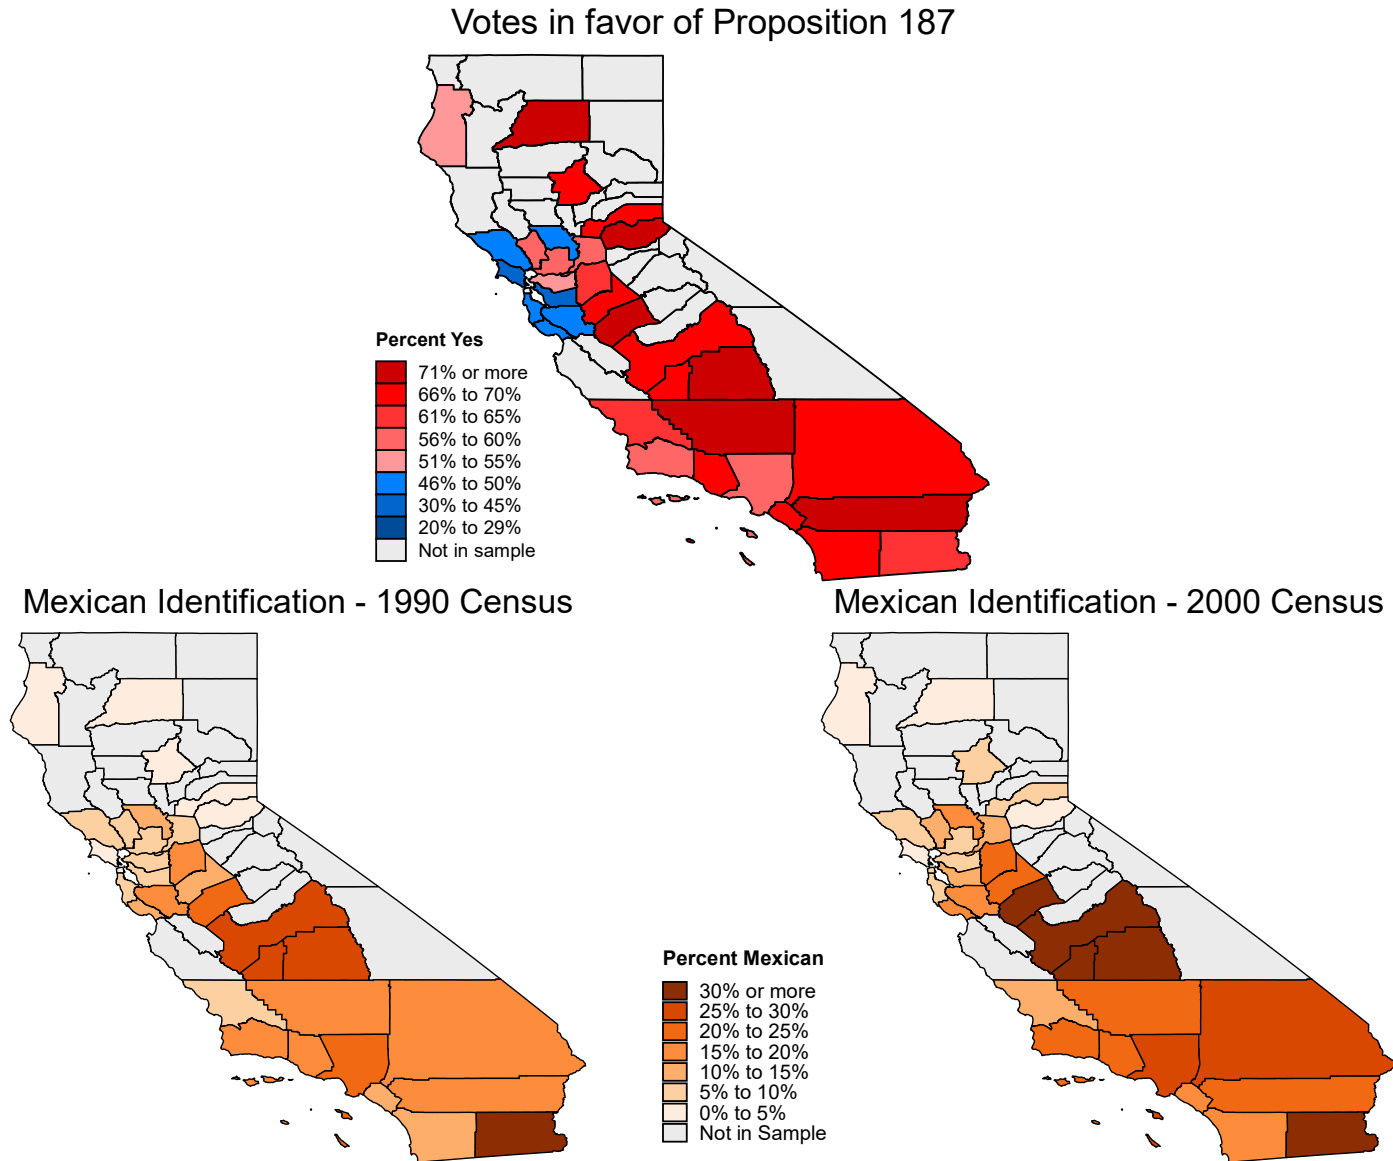 Votes in favor of Proposition 187
Percent Yes
71% or more
66% to 70%
61% to 65%
56% to 60%
51% to 55%
46% to 50%
30% to 45%
20% to 29%
Not in sample
Mexican Identification - 1990 Census
Mexican Identification - 2000 Census
Percent Mexican
30% or more
25% to 30%
20% to 25%
15% to 20%
10% to 15%
5% to 10%
0% to 5%
Not in Sample